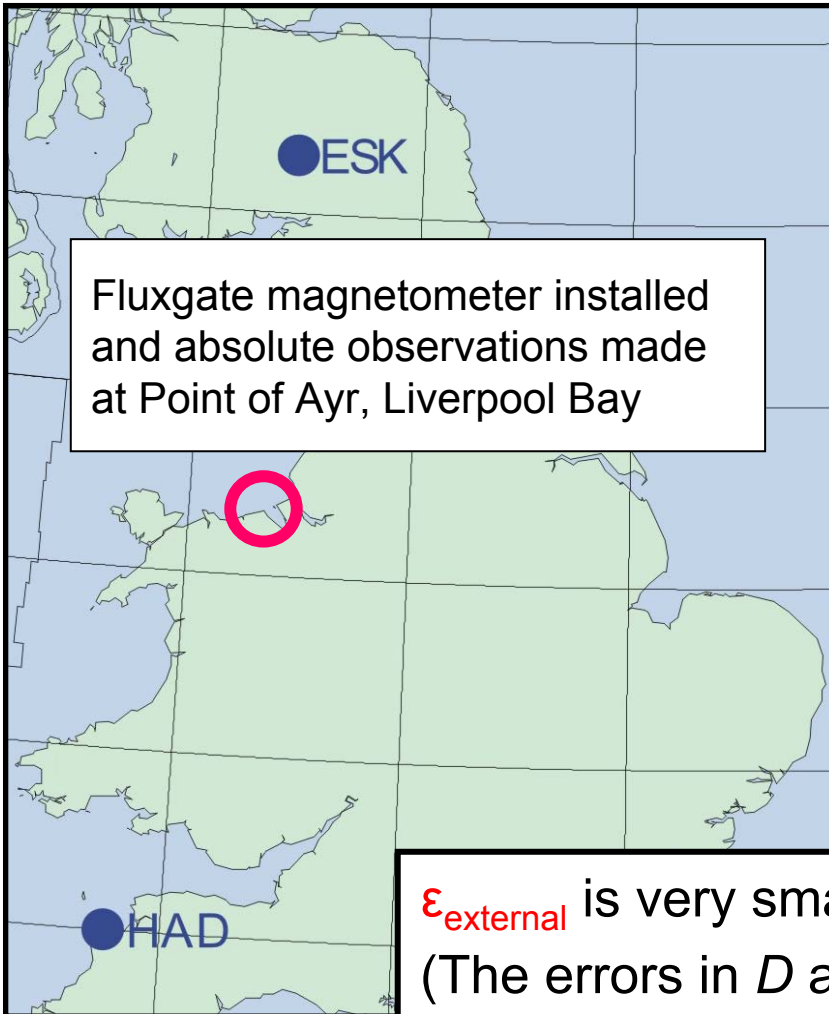 ESK
Fluxgate magnetometer installed
and absolute observations made
at Point of Ayr, Liverpool Bay
HAD
εexternal is very sma
(The errors in D a